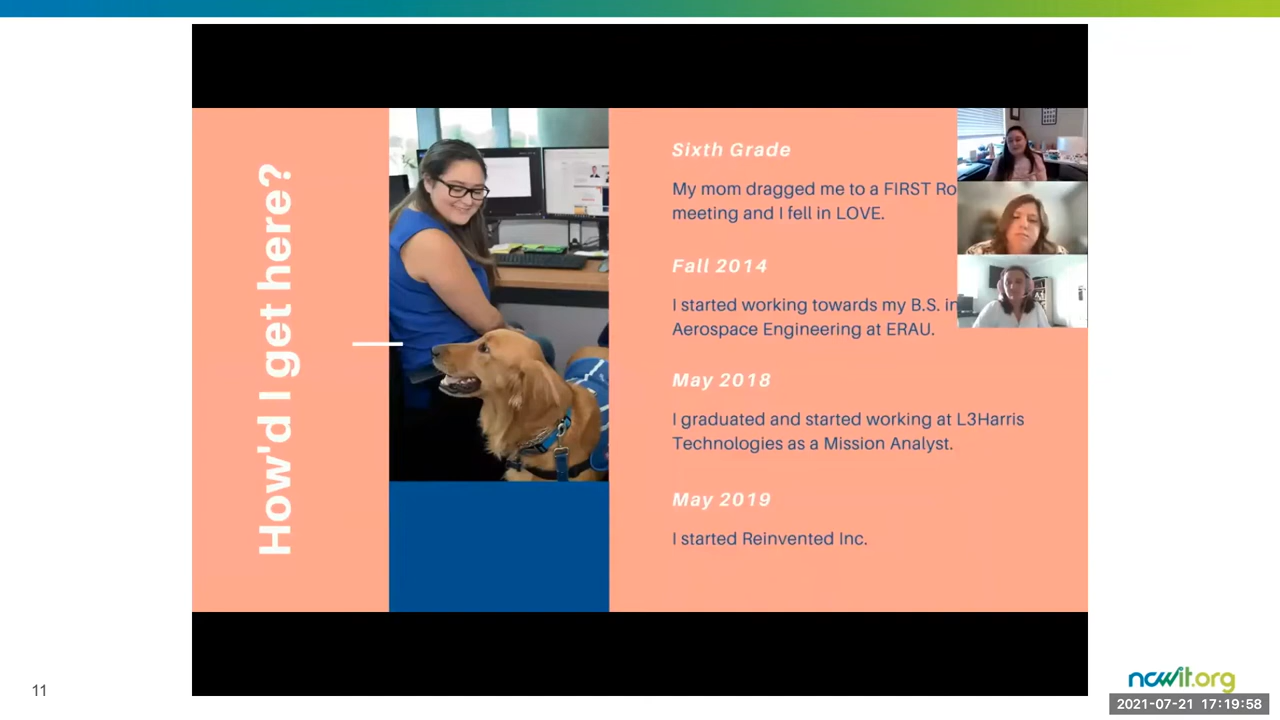 How'd I get here?
Sixth Grade
My mom dragged me to a FIRST Ro
meeting and I fell in LOVE.
Fall 2014
I started working towards my B.S. in
Aerospace Engineering at ERAU.
May 2018
I graduated and started working at L3Harris
Technologies as a Mission Analyst.
May 2019
I started Reinvented Inc.
11
ncwit.org
2021-07-21 17:19:58